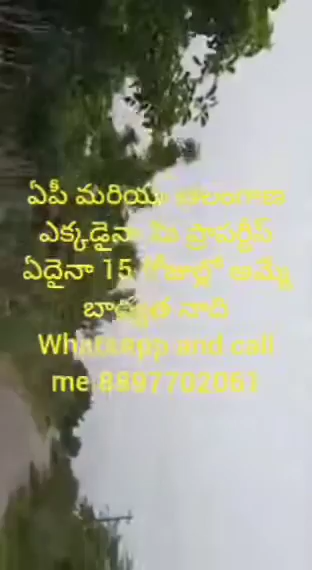 ఏపీ మరియు తెలంగాణ
ఎక్కడైనా మీ ప్రాపర్టీస్
ఏదైనా 15 రోజుల్లో అమ్మే
బాధ్యత నాది
Whatsapp and call
me 8897702061